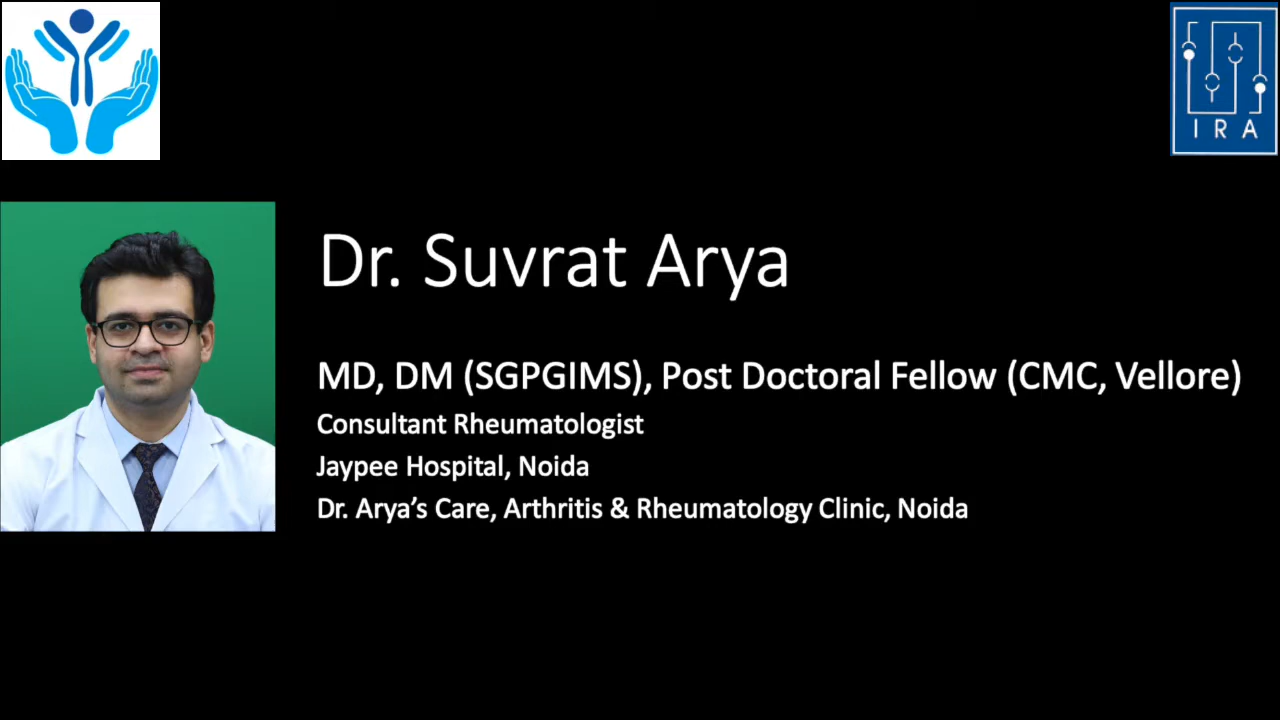 IRA
Dr. Suvrat Arya
MD, DM (SGPGIMS), Post Doctoral Fellow (CMC, Vellore)
Consultant Rheumatologist
Jaypee Hospital, Noida
Dr. Arya’s Care, Arthritis & Rheumatology Clinic, Noida